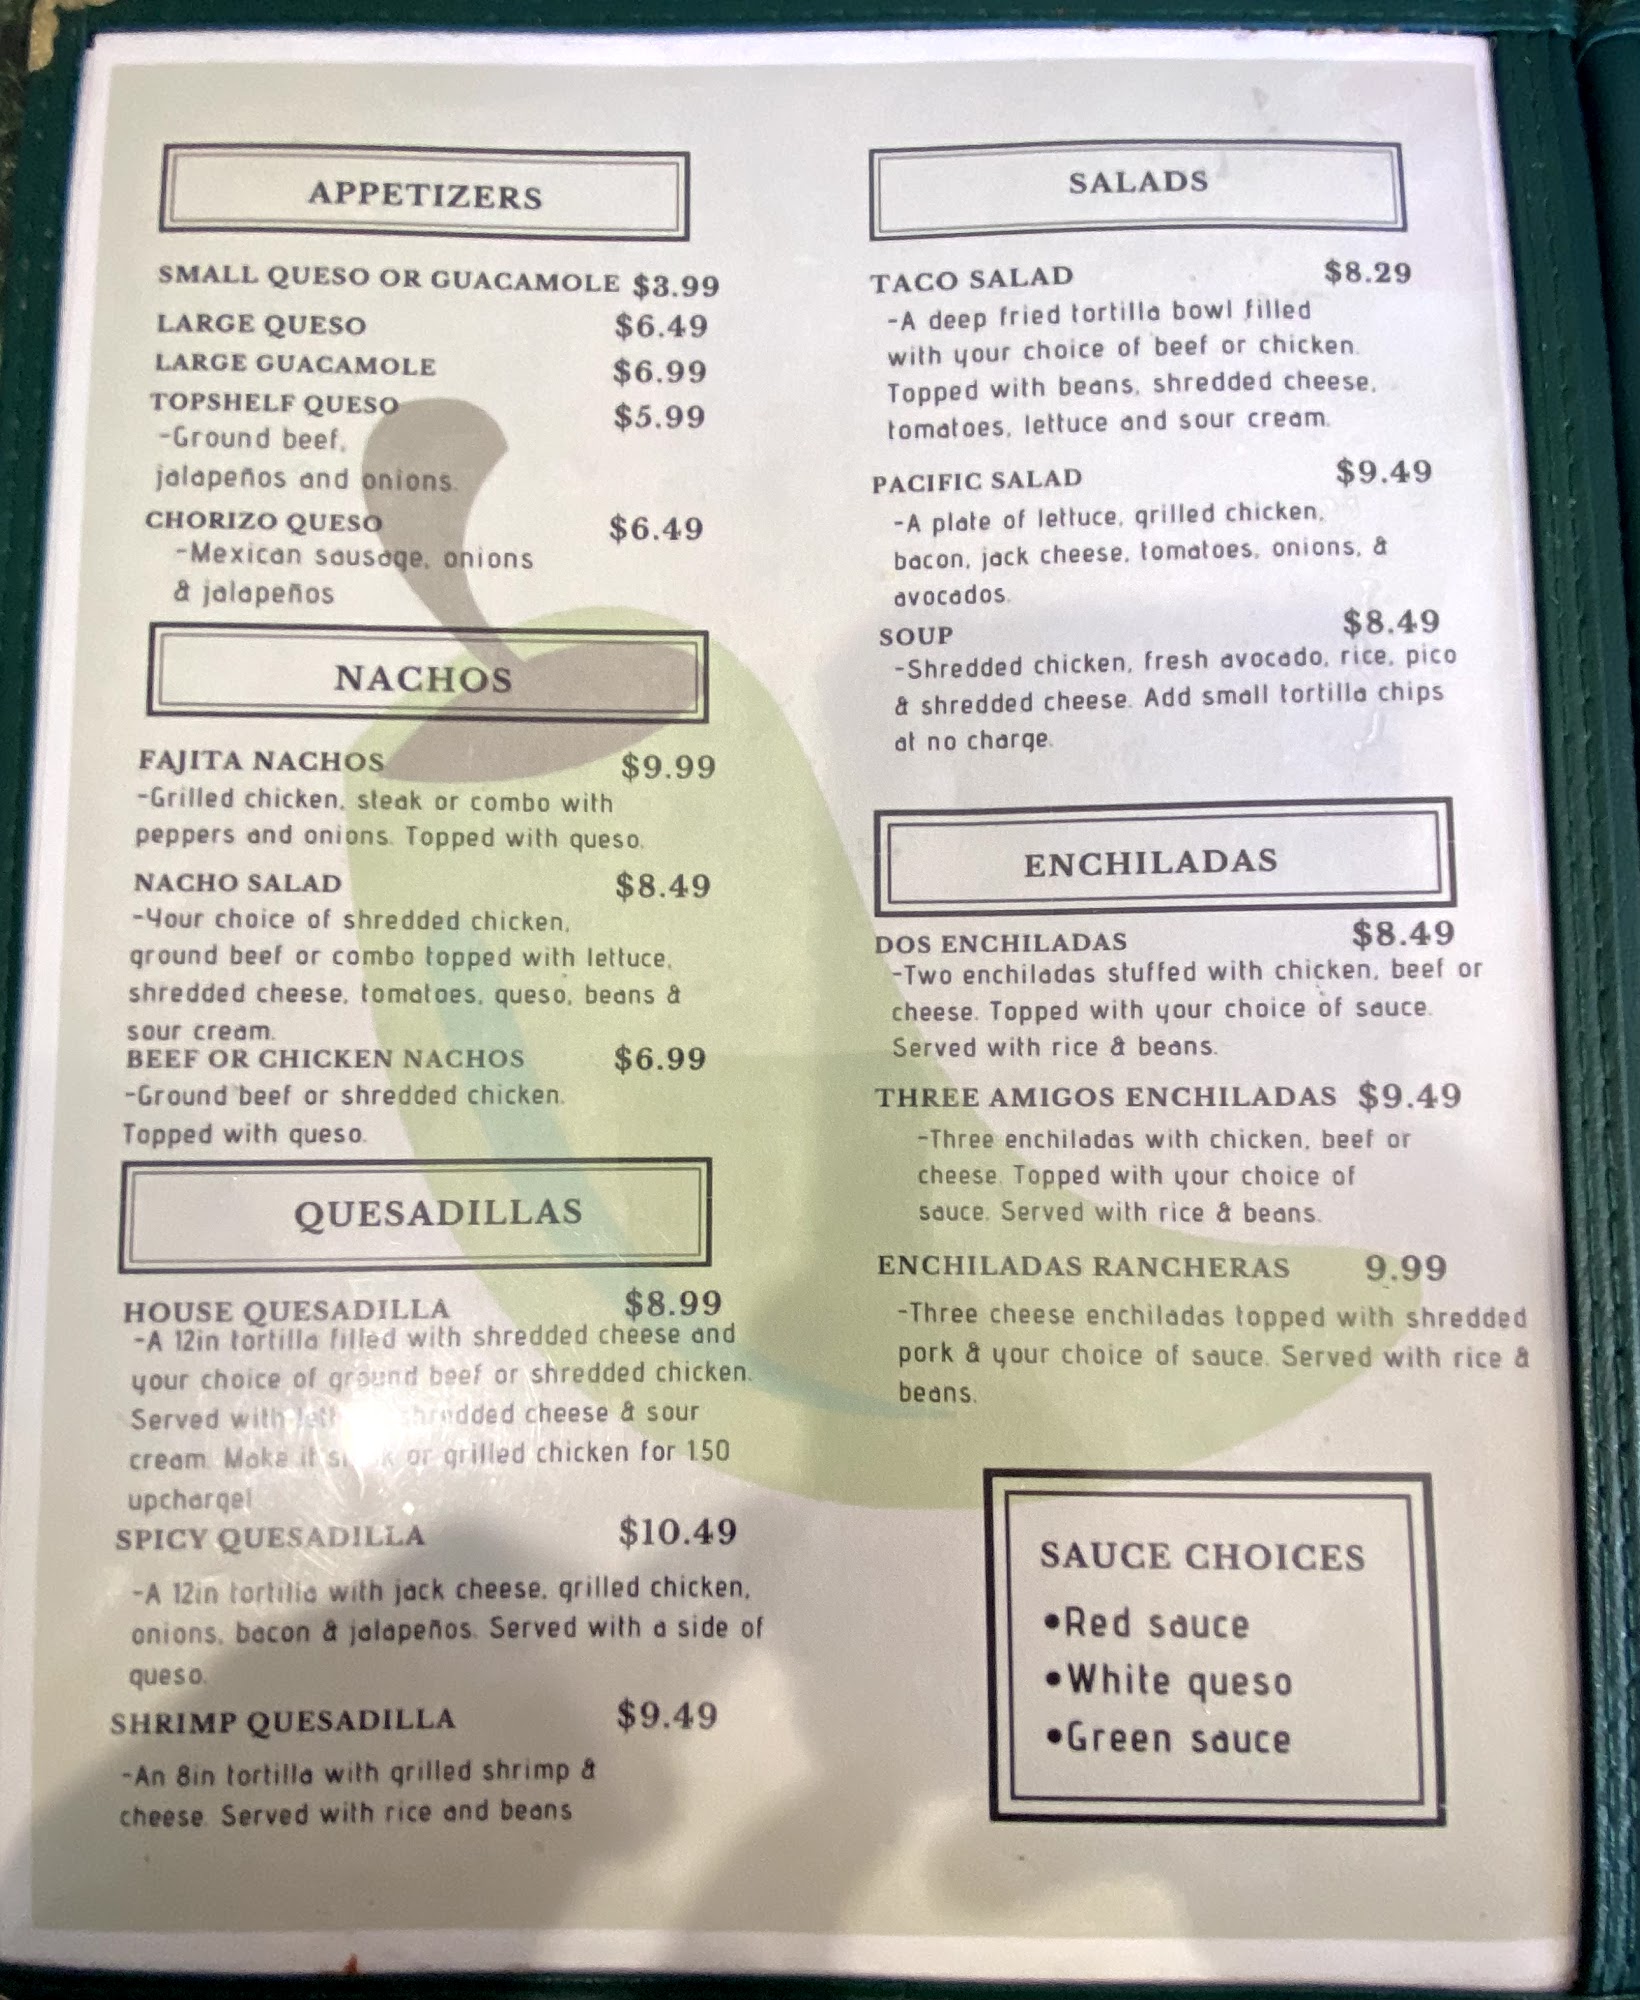 APPETIZERS
SMALL QUESO OR GUACAMOLE $3.99
LARGE QUESO $6.49
LARGE GUACAMOLE $6.99
TOPSHELF QUESO $5.99
-Ground beef,
jalapeños and onions.
CHORIZO QUESO $6.49
-Mexican sausage, onions
& jalapeños
NACHOS
FAJITA NACHOS $9.99
-Grilled chicken, steak or combo with
peppers and onions. Topped with queso.
NACHO SALAD $8.49
-Your choice of shredded chicken,
ground beef or combo topped with lettuce,
shredded cheese, tomatoes, queso, beans &
sour cream.
BEEF OR CHICKEN NACHOS $6.99
-Ground beef or shredded chicken.
Topped with queso.
QUESADILLAS
HOUSE QUESADILLA $8.99
-A 12in tortilla filled with shredded cheese and
your choice of ground beef or shredded chicken.
Served with shredded cheese & sour
cream. Make it or grilled chicken for 1.50
upcharge!
SPICY QUESADILLA $10.49
-A 12in tortilla with jack cheese, grilled chicken,
onions, bacon & jalapeños. Served with a side of
queso.
SHRIMP QUESADILLA $9.49
-An 8in tortilla with grilled shrimp &
cheese. Served with rice and beans
SALADS
TACO SALAD $8.29
-A deep fried tortilla bowl filled
with your choice of beef or chicken.
Topped with beans, shredded cheese,
tomatoes, lettuce and sour cream.
PACIFIC SALAD $9.49
-A plate of lettuce, grilled chicken,
bacon, jack cheese, tomatoes, onions, &
avocados.
SOUP $8.49
-Shredded chicken, fresh avocado, rice, pico
& shredded cheese. Add small tortilla chips
at no charge.
ENCHILADAS
DOS ENCHILADAS $8.49
-Two enchiladas stuffed with chicken, beef or
cheese. Topped with your choice of sauce.
Served with rice & beans.
THREE AMIGOS ENCHILADAS $9.49
-Three enchiladas with chicken, beef or
cheese. Topped with your choice of
sauce. Served with rice & beans.
ENCHILADAS RANCHERAS 9.99
-Three cheese enchiladas topped with shredded
pork & your choice of sauce. Served with rice &
beans.
SAUCE CHOICES
•Red sauce
•White queso
•Green sauce